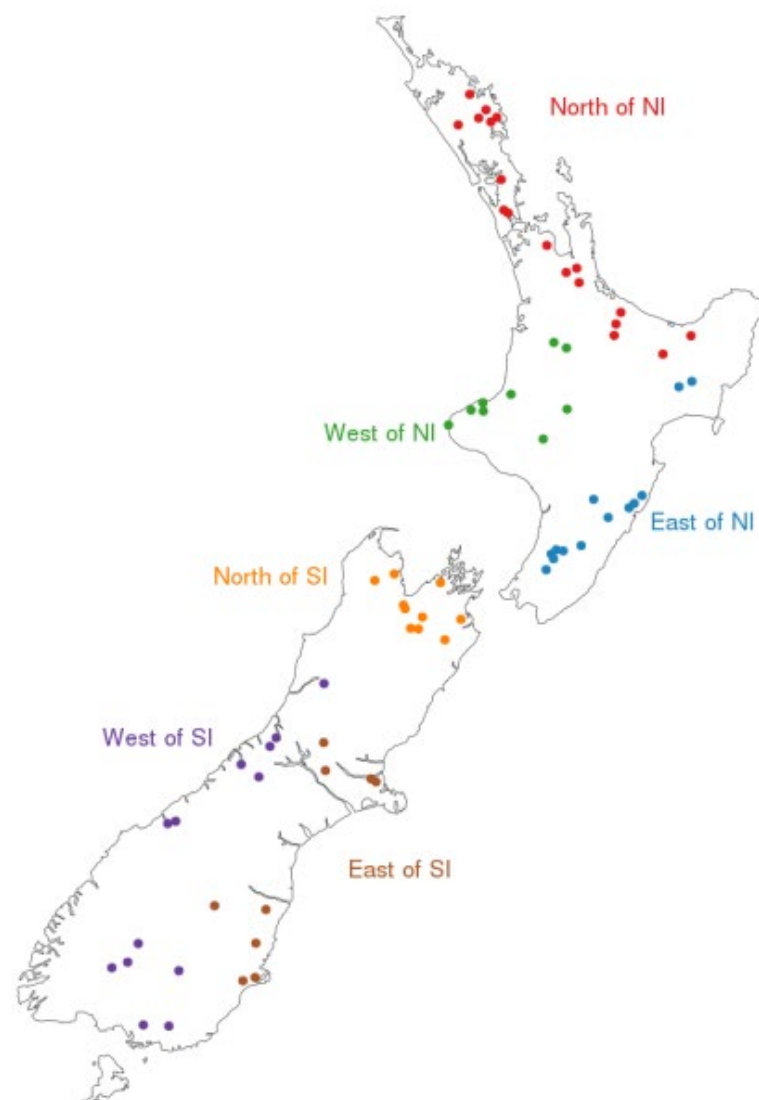 North of NI
West of NI
East of NI
North of SI
West of SI
East of SI